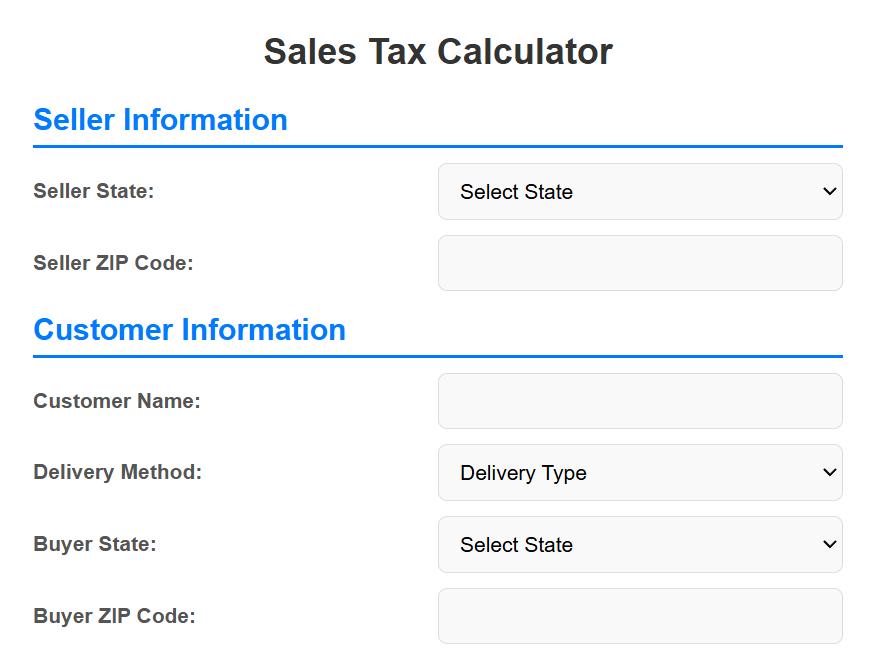 Sales Tax Calculator
Seller Information
Seller State: Select State
Seller ZIP Code:
Customer Information
Customer Name:
Delivery Method: Delivery Type
Buyer State: Select State
Buyer ZIP Code: